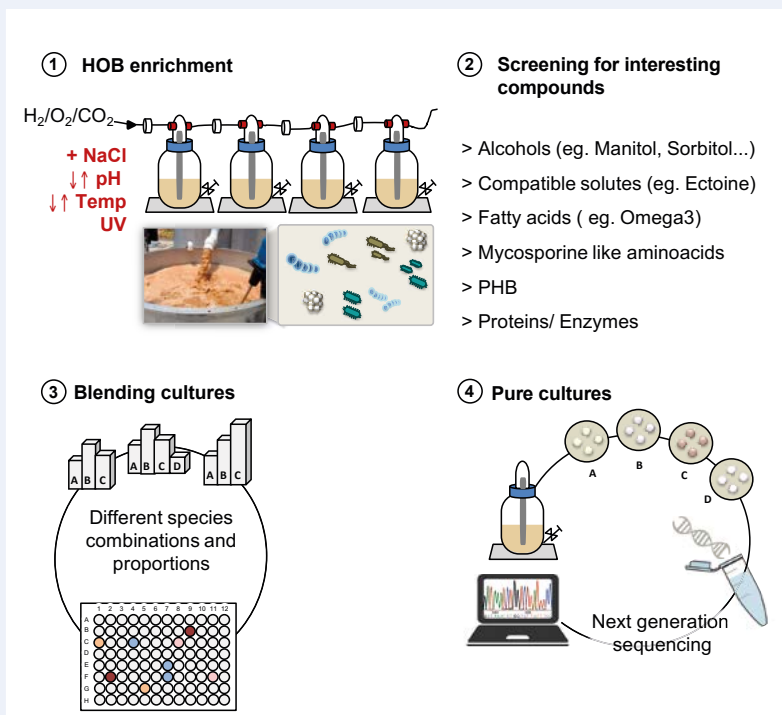 1 HOB enrichment
H₂/O₂/CO₂
+ NaCl
↓↑ pH
↓↑ Temp
UV
2 Screening for interesting
compounds
> Alcohols (eg. Manitol, Sorbitol...)
> Compatible solutes (eg. Ectoine)
> Fatty acids ( eg. Omega3)
> Mycosporine like aminoacids
> PHB
> Proteins/ Enzymes
3 Blending cultures
A B C
A B C D
A B C
Different species
combinations and
proportions
1 2 3 4 5 6 7 8 9 10 11 12
A
B
C
D
E
F
G
H
4 Pure cultures
A
B
C
D
Next generation
sequencing